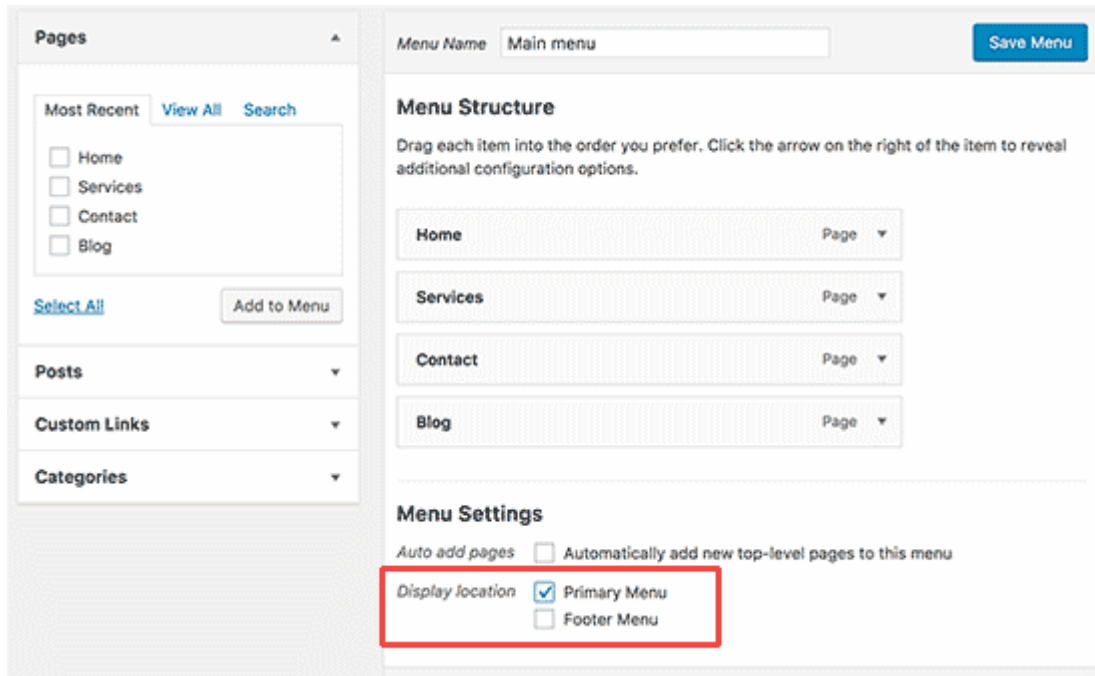 Pages
Most Recent View All Search
Home
Services
Contact
Blog
Select All Add to Menu
Posts
Custom Links
Categories
Menu Name Main menu Save Menu
Menu Structure
Drag each item into the order you prefer. Click the arrow on the right of the item to reveal
additional configuration options.
Home Page
Services Page
Contact Page
Blog Page
Menu Settings
Auto add pages Automatically add new top-level pages to this menu
Display location Primary Menu
Footer Menu